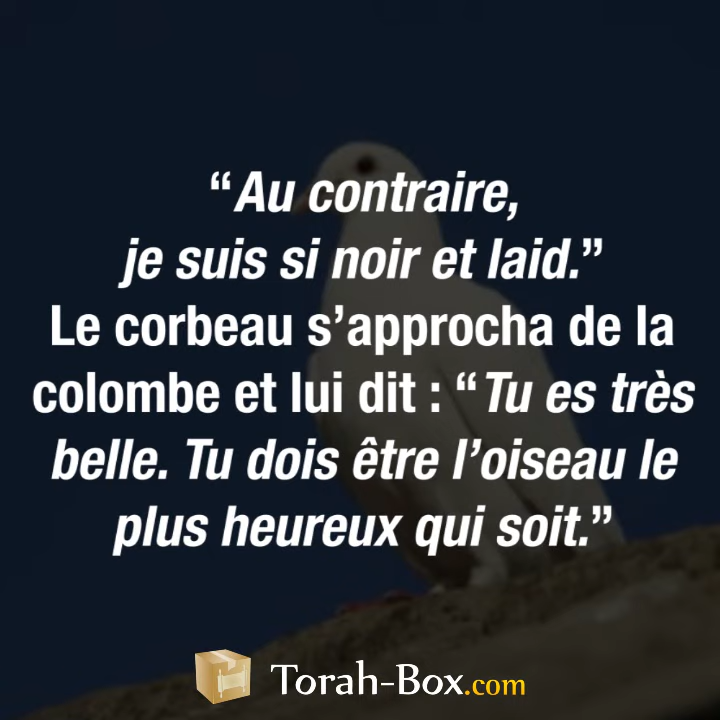 “Au contraire,
je suis si noir et laid.”
Le corbeau s’approcha de la
colombe et lui dit : “Tu es très
belle. Tu dois être l’oiseau le
plus heureux qui soit.”
Torah-Box.com